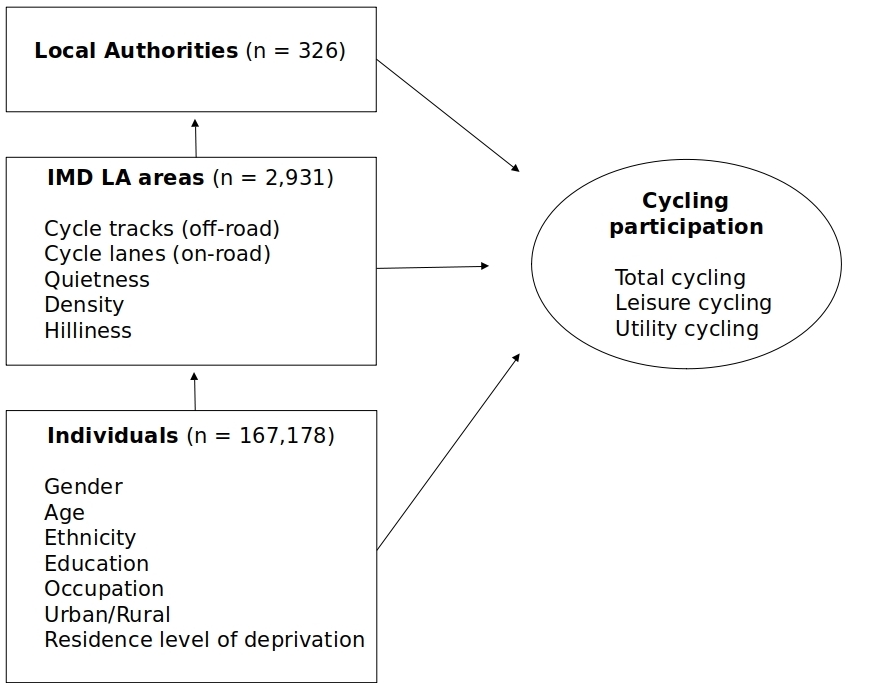 Local Authorities (n = 326)
IMD LA areas (n = 2,931)
Cycle tracks (off-road)
Cycle lanes (on-road)
Quietness
Density
Hilliness
Individuals (n = 167,178)
Gender
Age
Ethnicity
Education
Occupation
Urban/Rural
Residence level of deprivation
Cycling
participation
Total cycling
Leisure cycling
Utility cycling